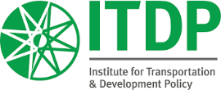 ITDP
Institute for Transportation
& Development Policy